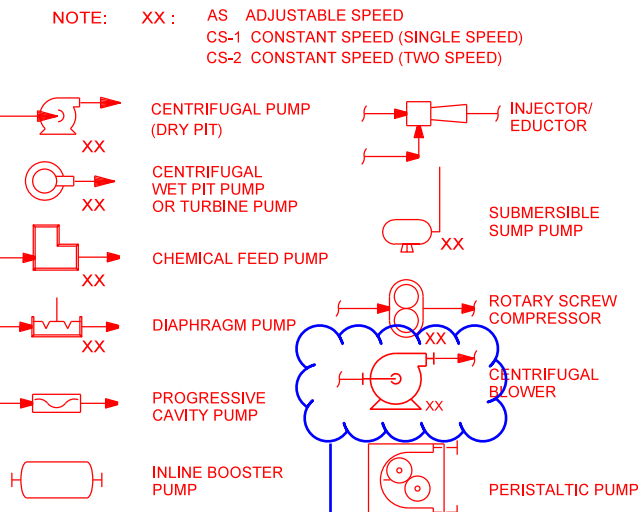 NOTE: XX : AS ADJUSTABLE SPEED
CS-1 CONSTANT SPEED (SINGLE SPEED)
CS-2 CONSTANT SPEED (TWO SPEED)
CENTRIFUGAL PUMP
(DRY PIT)
XX
CENTRIFUGAL
WET PIT PUMP
OR TURBINE PUMP
XX
CHEMICAL FEED PUMP
XX
DIAPHRAGM PUMP
XX
PROGRESSIVE
CAVITY PUMP
INLINE BOOSTER
PUMP
INJECTOR/
EDUCTOR
SUBMERSIBLE
SUMP PUMP
XX
ROTARY SCREW
COMPRESSOR
XX
CENTRIFUGAL
BLOWER
XX
PERISTALTIC PUMP